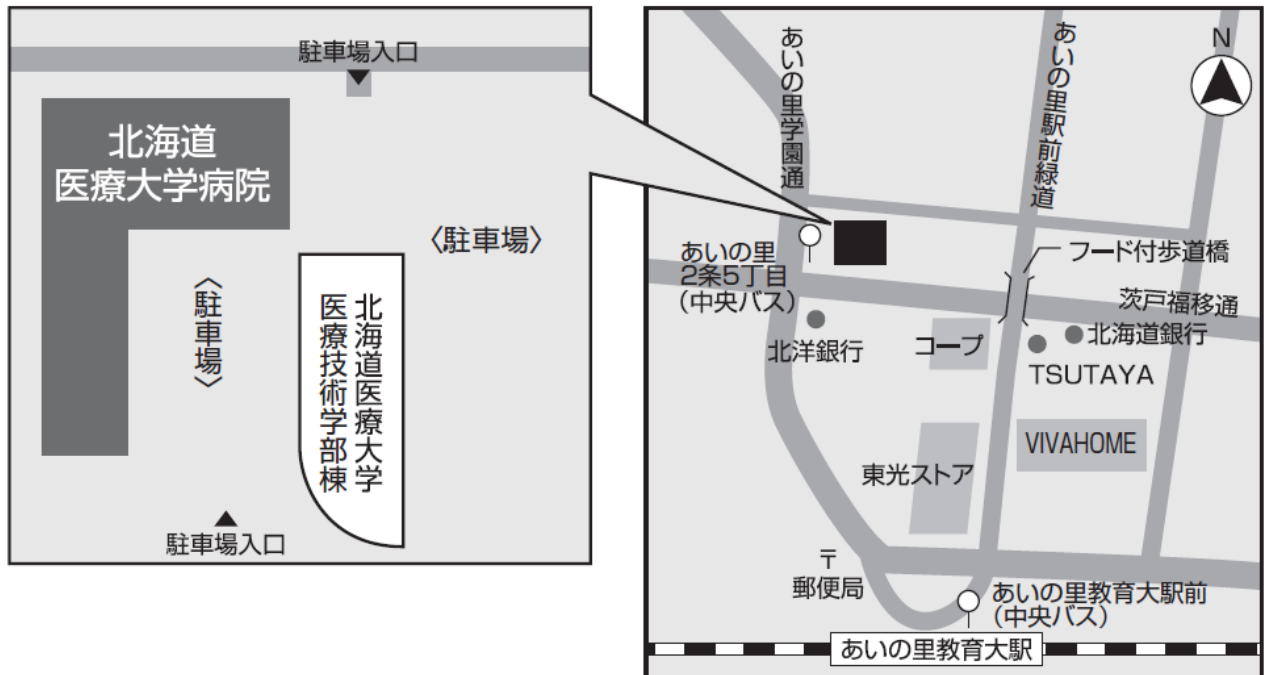 駐車場入口
北海道
医療大学病院
〈駐車場〉
〈駐車場〉
北海道医療大学
医療技術学部棟
駐車場入口
あいの里学園通
あいの里駅前緑道
N
あいの里
2条5丁目
(中央バス)
フード付歩道橋
茨戸福移通
北洋銀行
コープ
北海道銀行
TSUTAYA
VIVAHOME
東光ストア
〒
郵便局
あいの里教育大駅前
(中央バス)
あいの里教育大駅